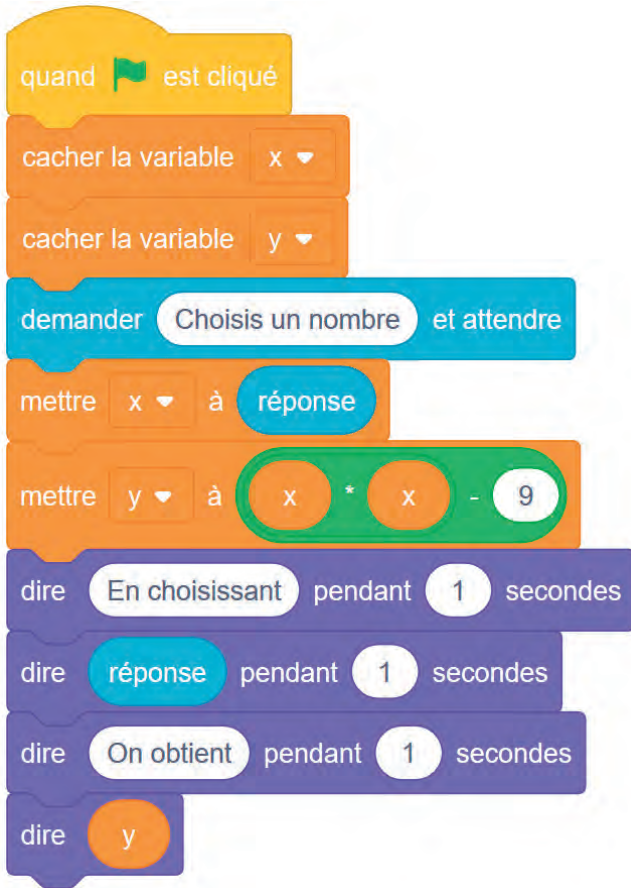 quand est cliqué
cacher la variable x
cacher la variable y
demander Choisis un nombre et attendre
mettre x à réponse
mettre y à x * x - 9
dire En choisissant pendant 1 secondes
dire réponse pendant 1 secondes
dire On obtient pendant 1 secondes
dire y